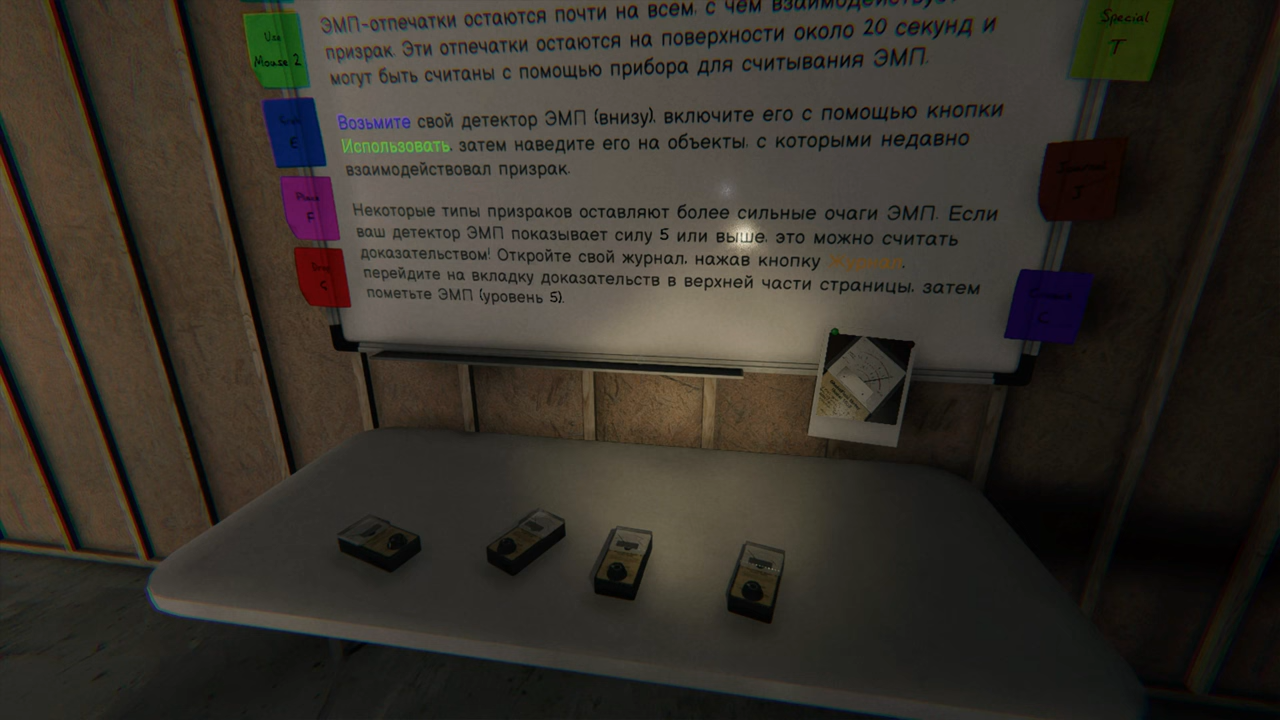 ЭМП-отпечатки остаются почти на всем, с чем взаимодействует
призрак. Эти отпечатки остаются на поверхности около 20 секунд и
могут быть считаны с помощью прибора для считывания ЭМП.
Возьмите свой детектор ЭМП (внизу), включите его с помощью кнопки
Использовать, затем наведите его на объекты, с которыми недавно
взаимодействовал призрак.
Некоторые типы призраков оставляют более сильные очаги ЭМП. Если
ваш детектор ЭМП показывает силу 5 или выше, это можно считать
доказательством! Откройте свой журнал, нажав кнопку Журнал,
перейдите на вкладку доказательств в верхней части страницы, затем
пометьте ЭМП (уровень 5).
Use
Mouse 2
E
Place
F
Drop
G
Special
T
Journal
J
Crouch
C